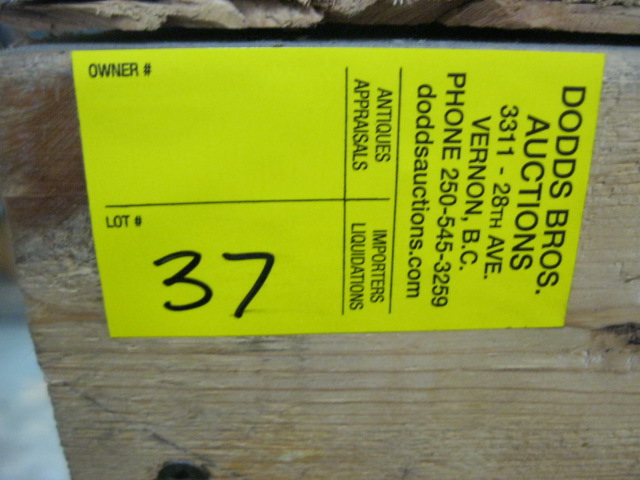 DODDS BROS.
AUCTIONS
3311 - 28TH AVE.
VERNON, B.C.
PHONE 250-545-3259
doddsauctions.com
ANTIQUES
APPRAISALS
IMPORTERS
LIQUIDATIONS
OWNER #
LOT #
37